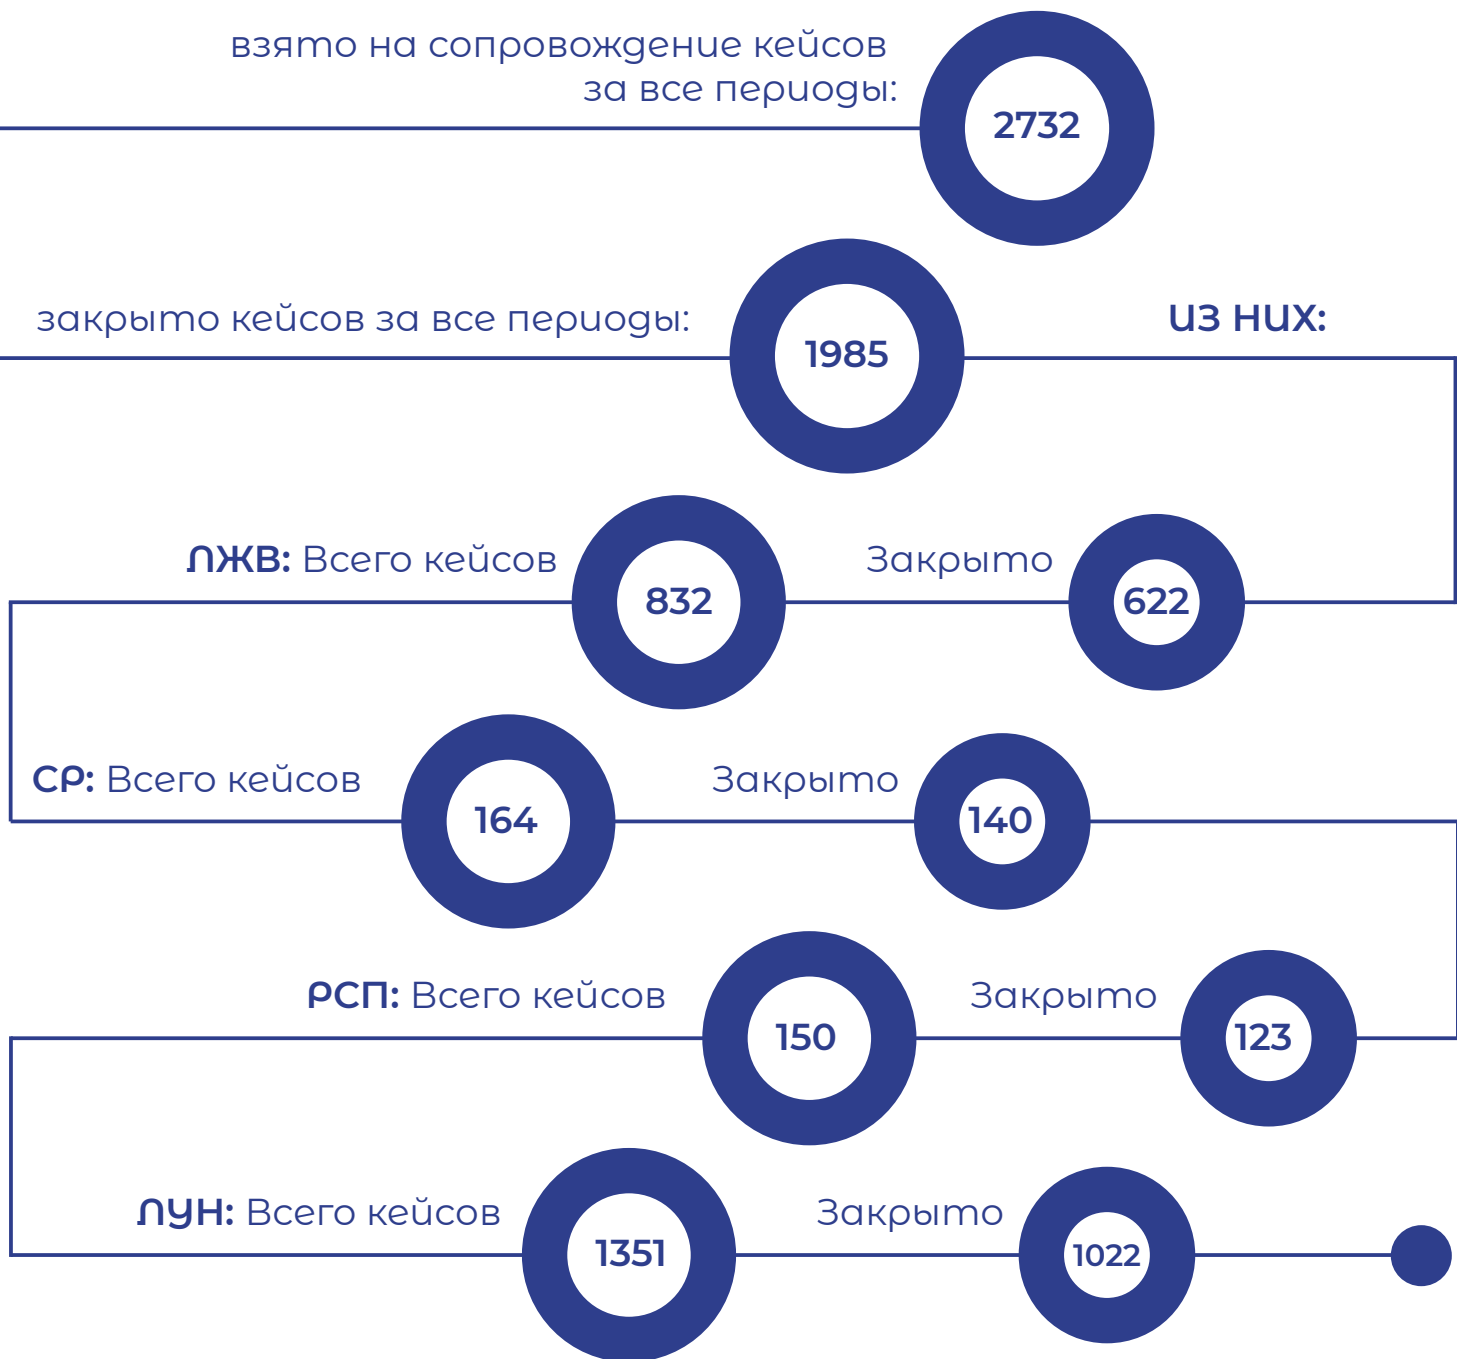 взято на сопровождение кейсов
за все периоды:
2732
закрыто кейсов за все периоды:
1985
ИЗ НИХ:
ЛЖВ: Всего кейсов
832
Закрыто
622
СР: Всего кейсов
164
Закрыто
140
РСП: Всего кейсов
150
Закрыто
123
ЛУН: Всего кейсов
1351
Закрыто
1022